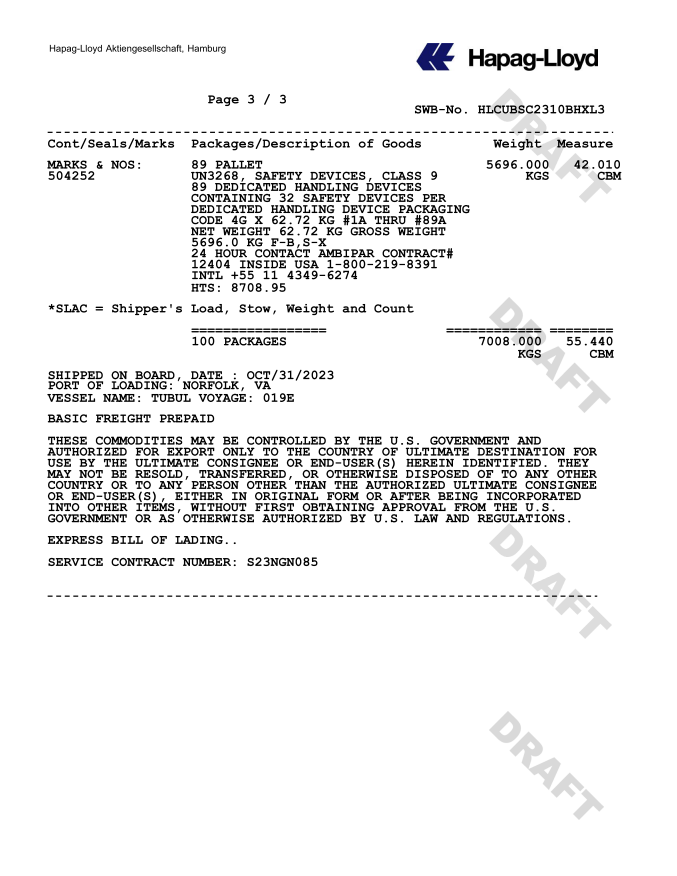 Hapag-Lloyd Aktiengesellschaft, Hamburg
Hapag-Lloyd
Page 3 / 3
SWB-No. HLCUBSC2310BHXL3
Cont/Seals/Marks Packages/Description of Goods Weight Measure
MARKS & NOS: 89 PALLET 5696.000 42.010
504252 UN3268, SAFETY DEVICES, CLASS 9 KGS CBM
89 DEDICATED HANDLING DEVICES
CONTAINING 32 SAFETY DEVICES PER
DEDICATED HANDLING DEVICE PACKAGING
CODE 4G X 62.72 KG #1A THRU #89A
NET WEIGHT 62.72 KG GROSS WEIGHT
5696.0 KG F-B,S-X
24 HOUR CONTACT AMBIPAR CONTRACT#
12404 INSIDE USA 1-800-219-8391
INTL +55 11 4349-6274
HTS: 8708.95
*SLAC = Shipper's Load, Stow, Weight and Count
================= ============ ========
100 PACKAGES 7008.000 55.440
KGS CBM
SHIPPED ON BOARD, DATE : OCT/31/2023
PORT OF LOADING: NORFOLK, VA
VESSEL NAME: TUBUL VOYAGE: 019E
BASIC FREIGHT PREPAID
THESE COMMODITIES MAY BE CONTROLLED BY THE U.S. GOVERNMENT AND
AUTHORIZED FOR EXPORT ONLY TO THE COUNTRY OF ULTIMATE DESTINATION FOR
USE BY THE ULTIMATE CONSIGNEE OR END-USER(S) HEREIN IDENTIFIED. THEY
MAY NOT BE RESOLD, TRANSFERRED, OR OTHERWISE DISPOSED OF TO ANY OTHER
COUNTRY OR TO ANY PERSON OTHER THAN THE AUTHORIZED ULTIMATE CONSIGNEE
OR END-USER(S), EITHER IN ORIGINAL FORM OR AFTER BEING INCORPORATED
INTO OTHER ITEMS, WITHOUT FIRST OBTAINING APPROVAL FROM THE U.S.
GOVERNMENT OR AS OTHERWISE AUTHORIZED BY U.S. LAW AND REGULATIONS.
EXPRESS BILL OF LADING..
SERVICE CONTRACT NUMBER: S23NGN085
DRAFT
DRAFT
DRAFT
DRAFT